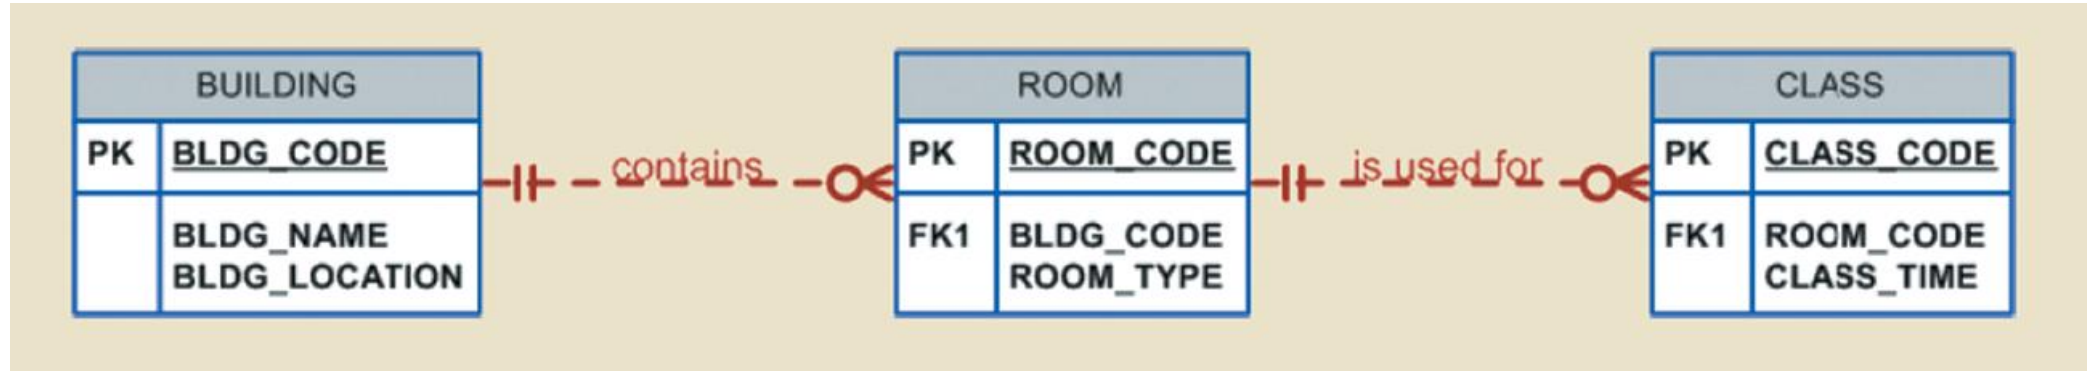 BUILDING
PK BLDG_CODE
BLDG_NAME
BLDG_LOCATION
contains
ROOM
PK ROOM_CODE
FK1 BLDG_CODE
ROOM_TYPE
is used for
CLASS
PK CLASS_CODE
FK1 ROOM_CODE
CLASS_TIME